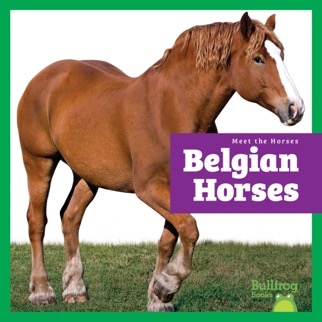 Meet the Horses
Belgian
Horses
Bullfrog
Books